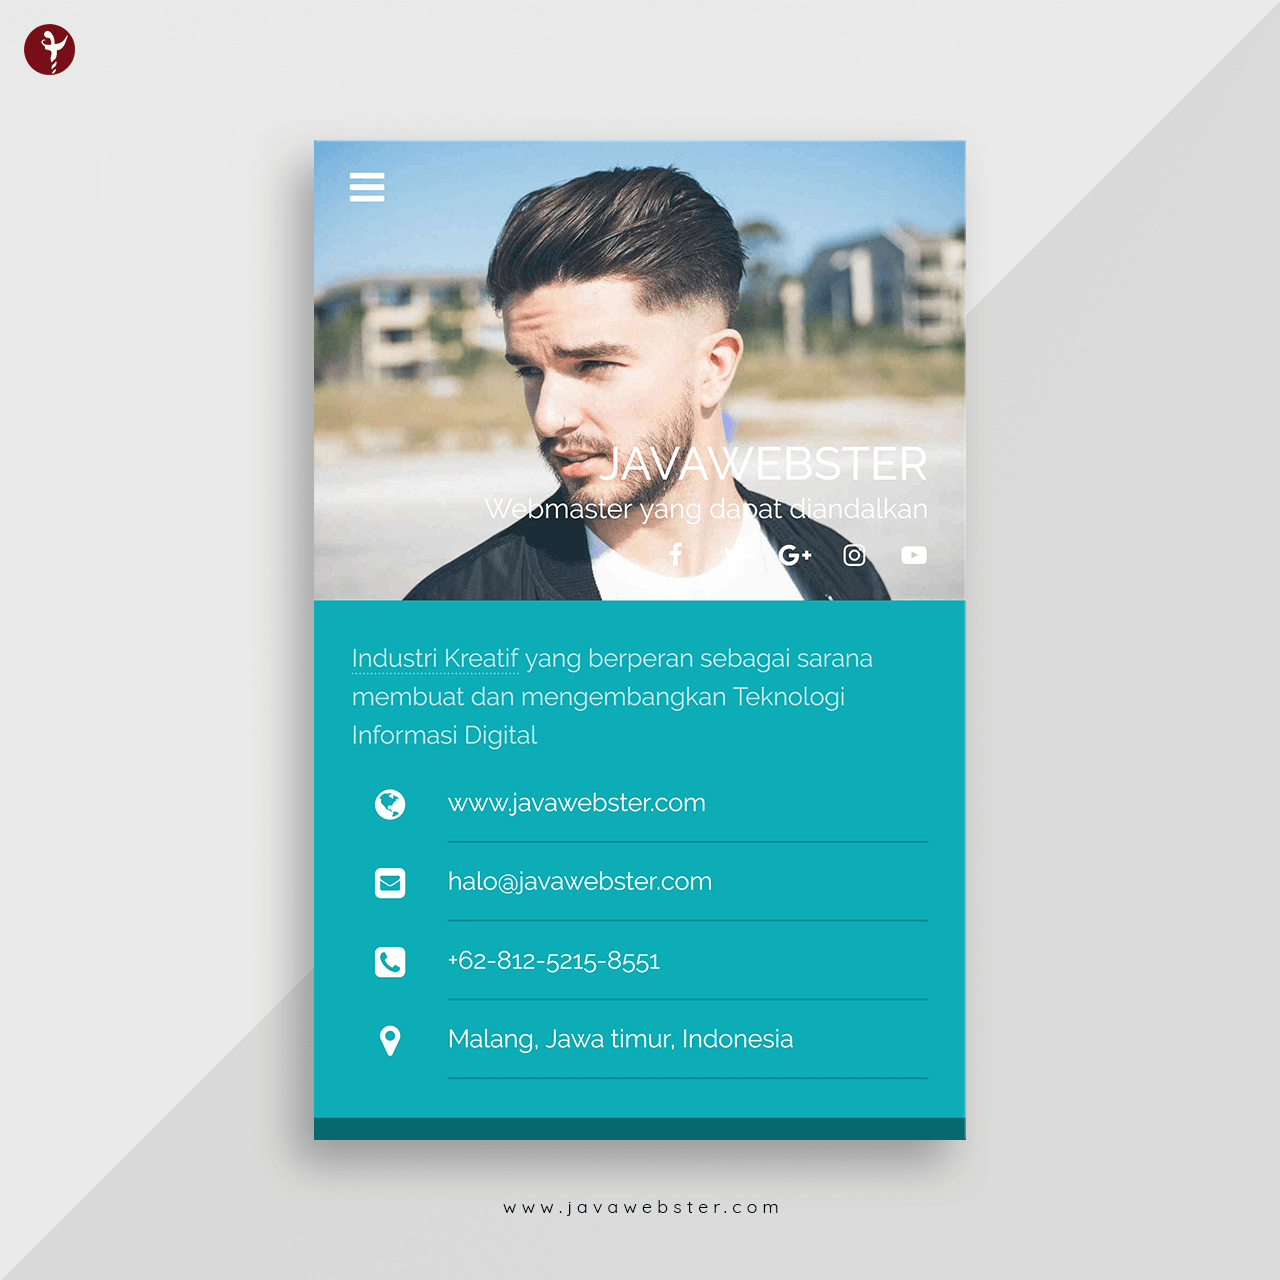 JAVAWEBSTER
Webmaster yang dapat diandalkan
Industri Kreatif yang berperan sebagai sarana
membuat dan mengembangkan Teknologi
Informasi Digital
www.javawebster.com
halo@javawebster.com
+62-812-5215-8551
Malang, Jawa timur, Indonesia
www.javawebster.com